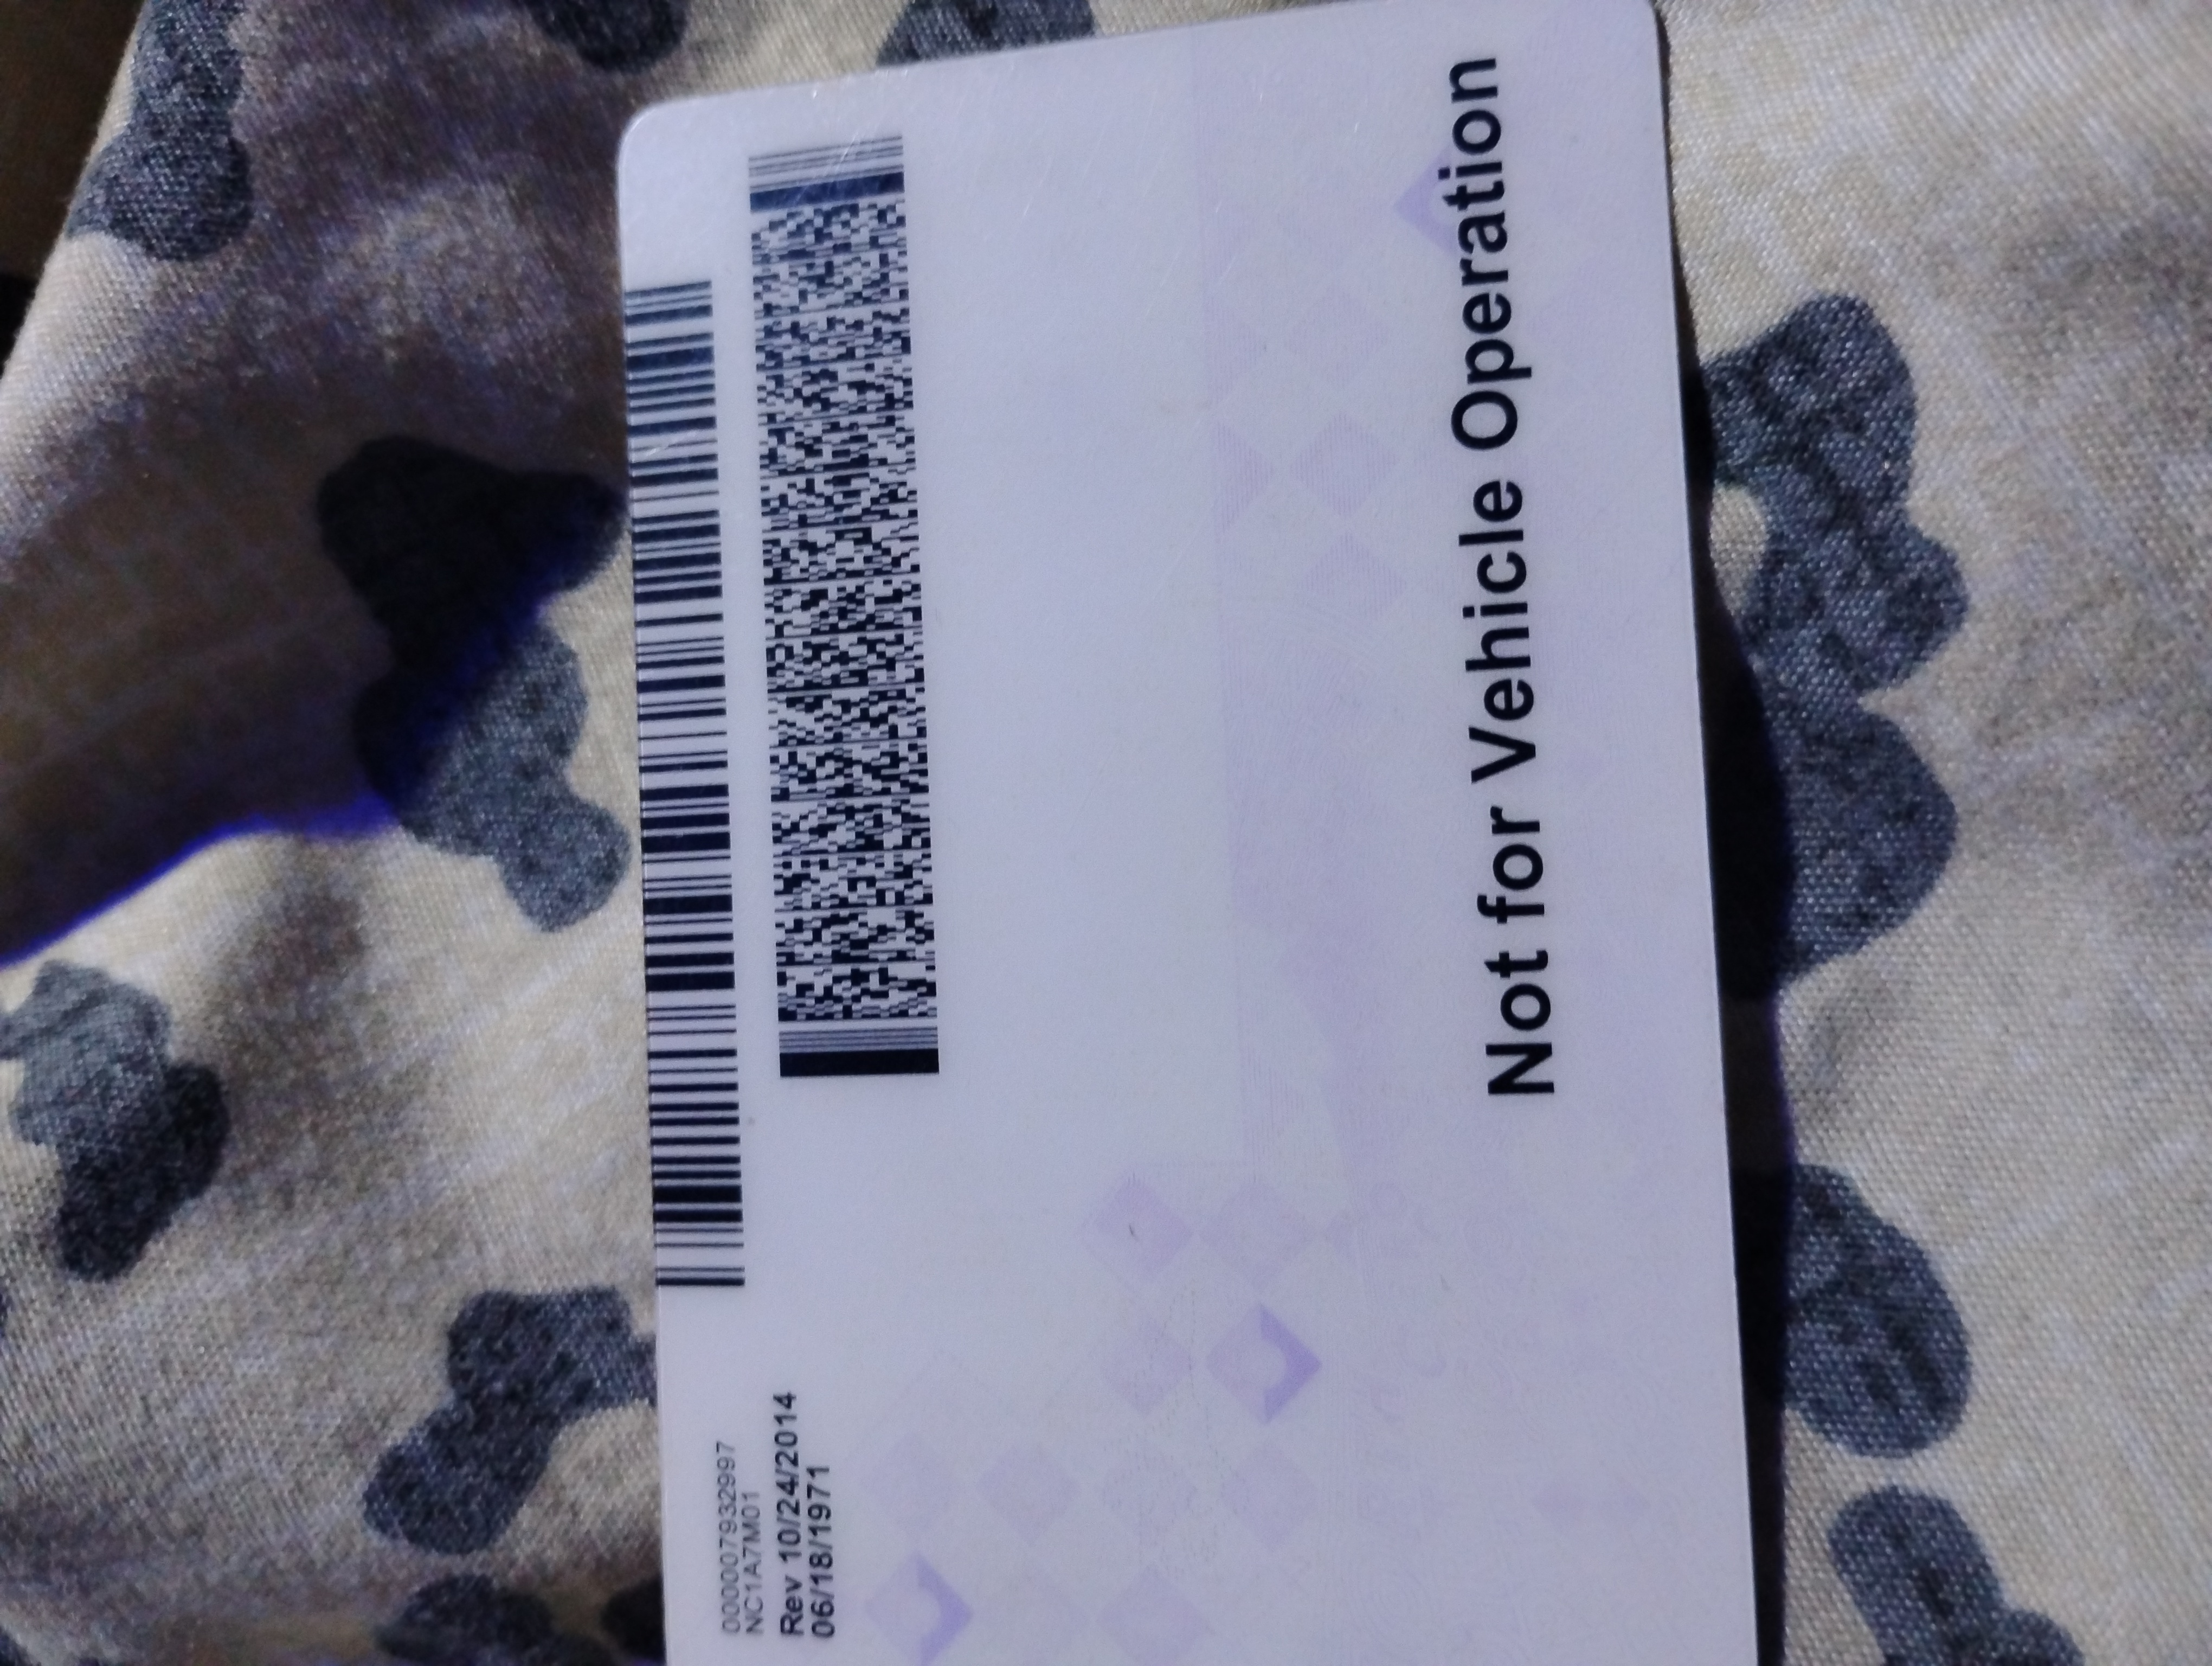 0000007932997
NC1A7M01
Rev 10/24/2014
06/18/1971
Not for Vehicle Operation